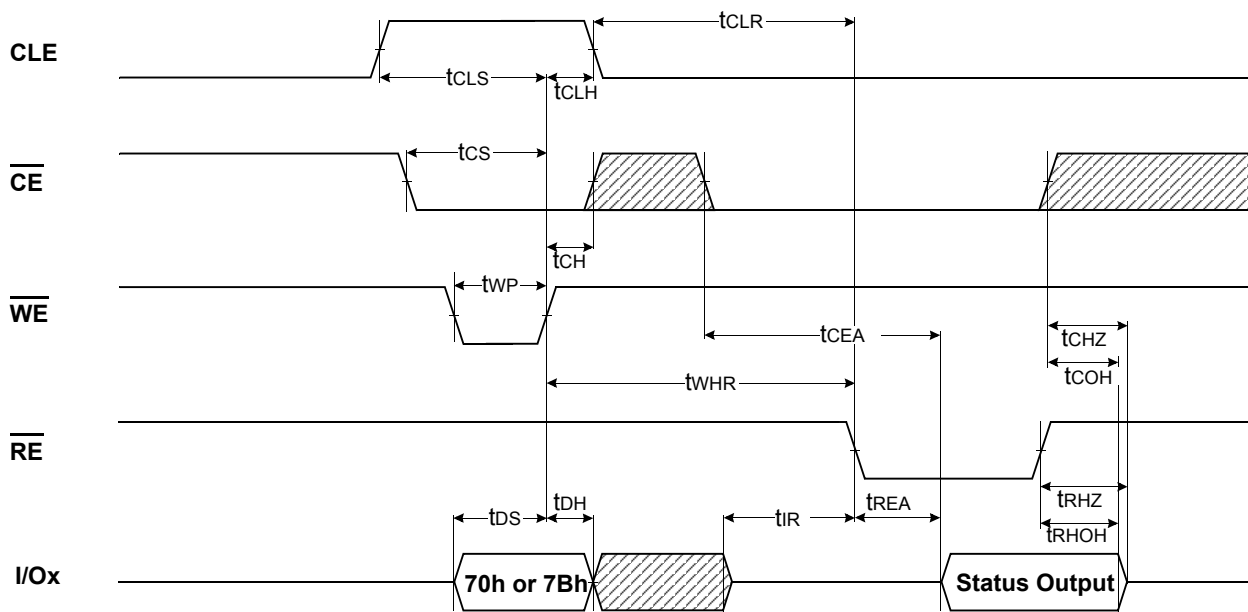 tCLR
CLE
tCLS
tCLH
tCS
CE
tCH
tWP
WE
tCEA
tCHZ
tCOH
tWHR
RE
tDH
tREA
tDS
tIR
tRHZ
tRHOH
I/Ox
70h or 7Bh
Status Output